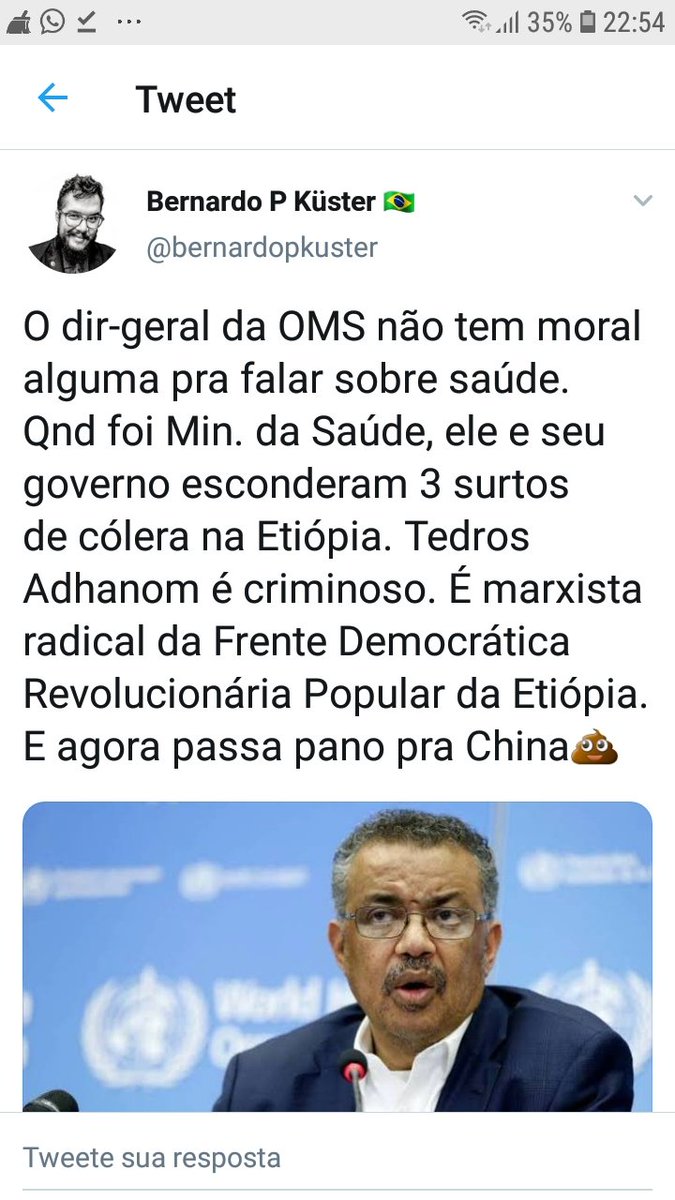 35% 22:54
Tweet
Bernardo P Küster 🇧🇷
@bernardopkuster
O dir-geral da OMS não tem moral
alguma pra falar sobre saúde.
Qnd foi Min. da Saúde, ele e seu
governo esconderam 3 surtos
de cólera na Etiópia. Tedros
Adhanom é criminoso. É marxista
radical da Frente Democrática
Revolucionária Popular da Etiópia.
E agora passa pano pra China💩
World
Tweete sua resposta